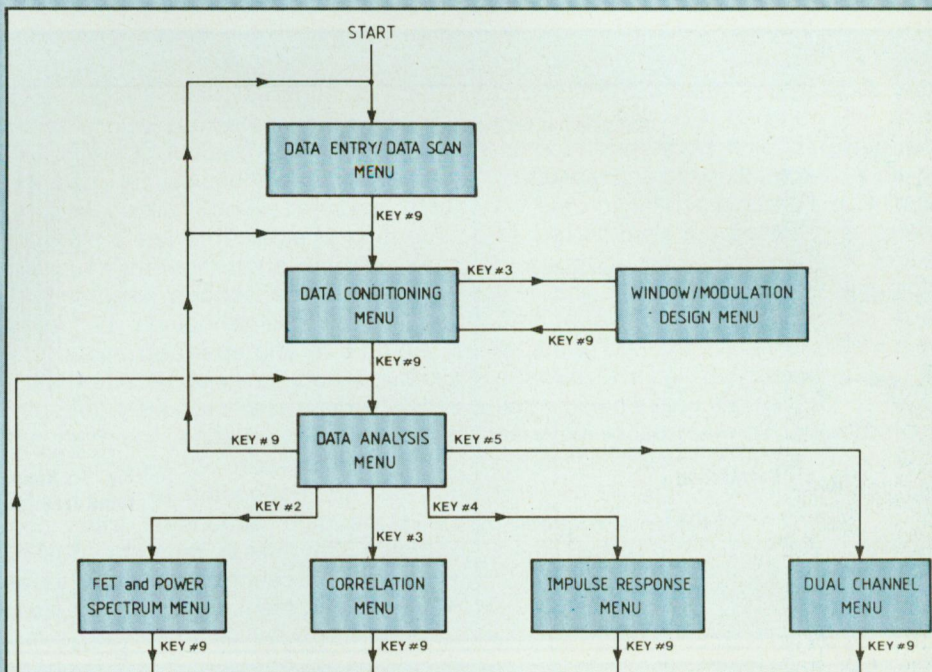 START
DATA ENTRY/DATA SCAN
MENU
KEY #9
DATA CONDITIONING
MENU
KEY #3
WINDOW/MODULATION
DESIGN MENU
KEY #9
KEY #9
DATA ANALYSIS
MENU
KEY #9
KEY #5
KEY #2
KEY #3
KEY #4
FET and POWER
SPECTRUM MENU
CORRELATION
MENU
IMPULSE RESPONSE
MENU
DUAL CHANNEL
MENU
KEY #9
KEY #9
KEY #9
KEY #9